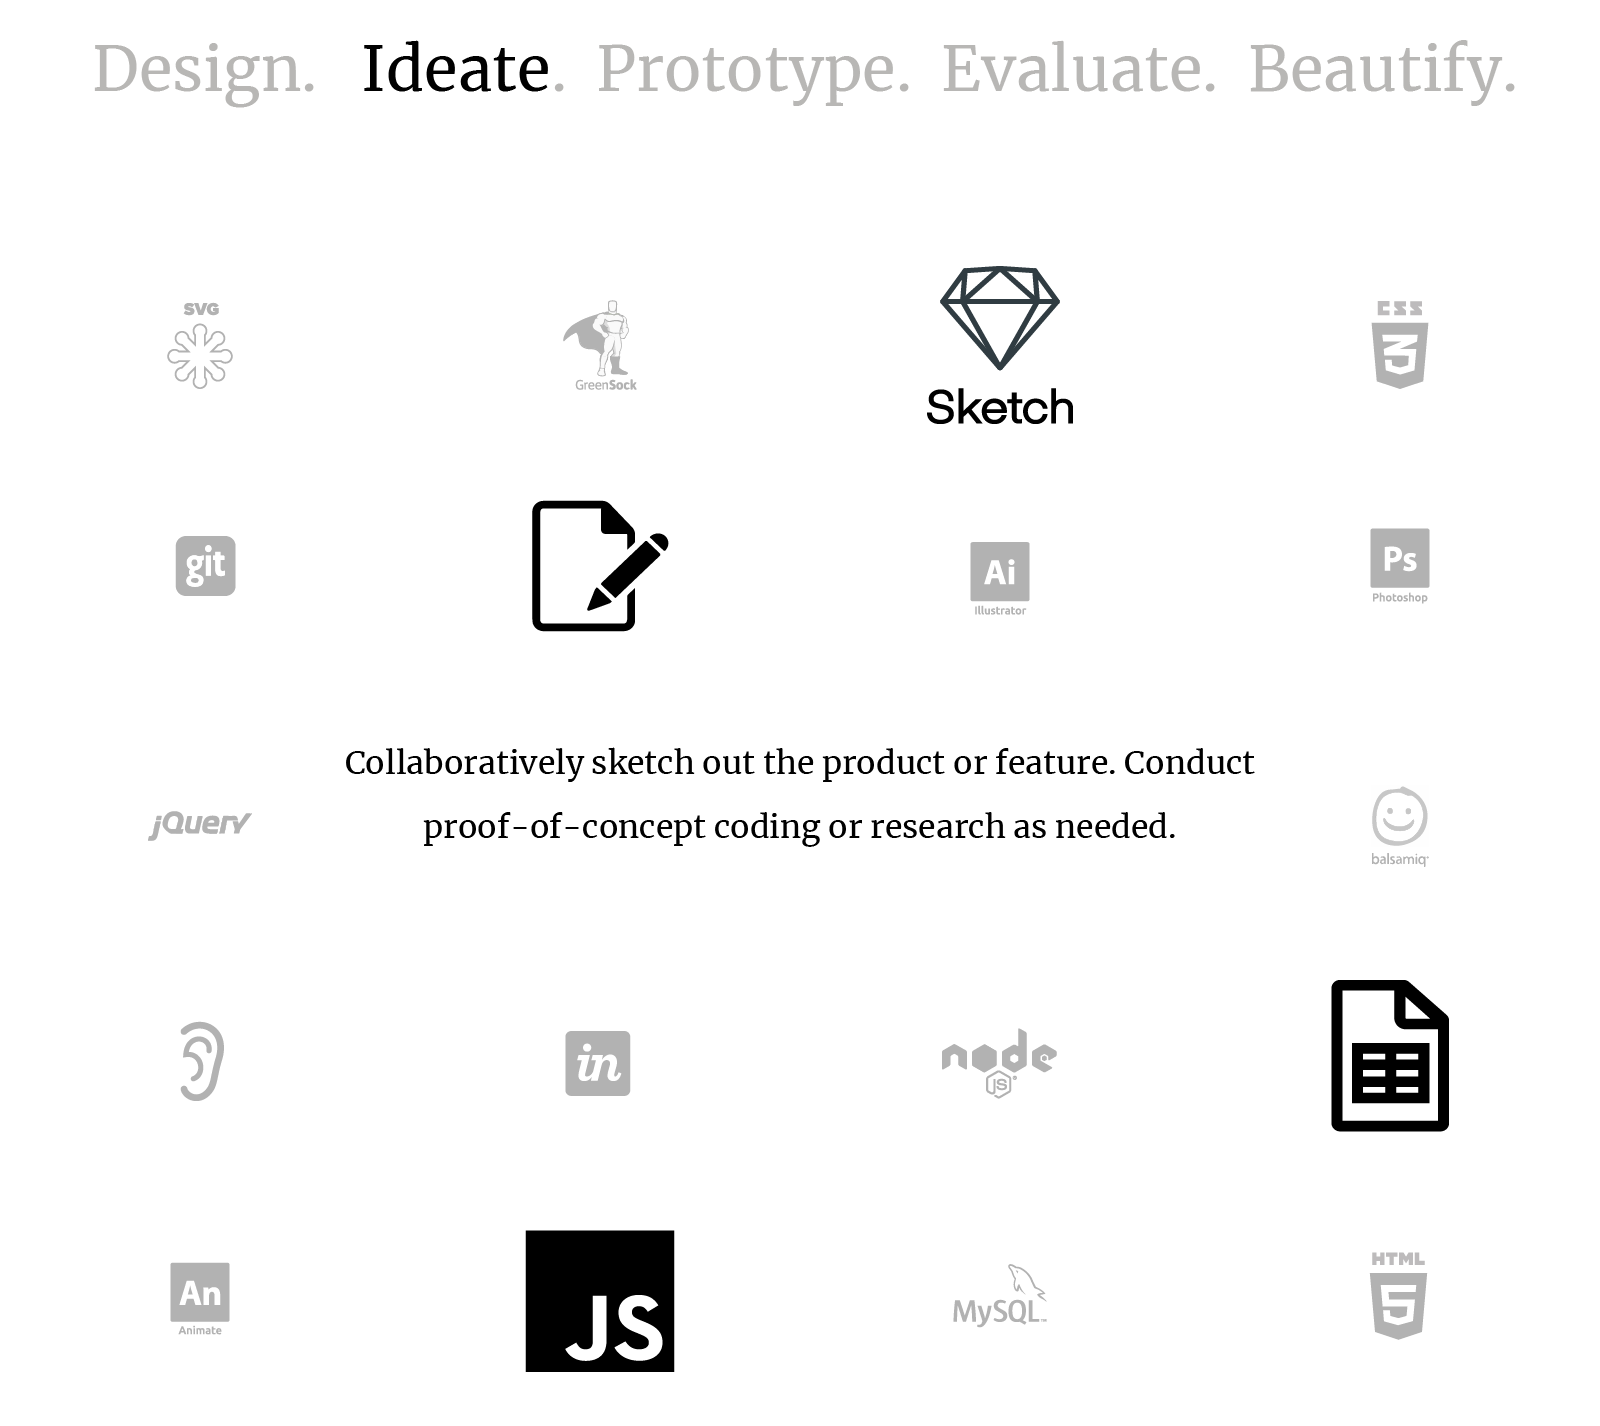 Design. Ideate. Prototype. Evaluate. Beautify.
SVG
GreenSock
Sketch
CSS
3
git
Ai
Illustrator
Ps
Photoshop
Collaboratively sketch out the product or feature. Conduct
proof-of-concept coding or research as needed.
jQuery
balsamiq®
in
node
JS®
An
Animate
JS
MySQL™
HTML
5